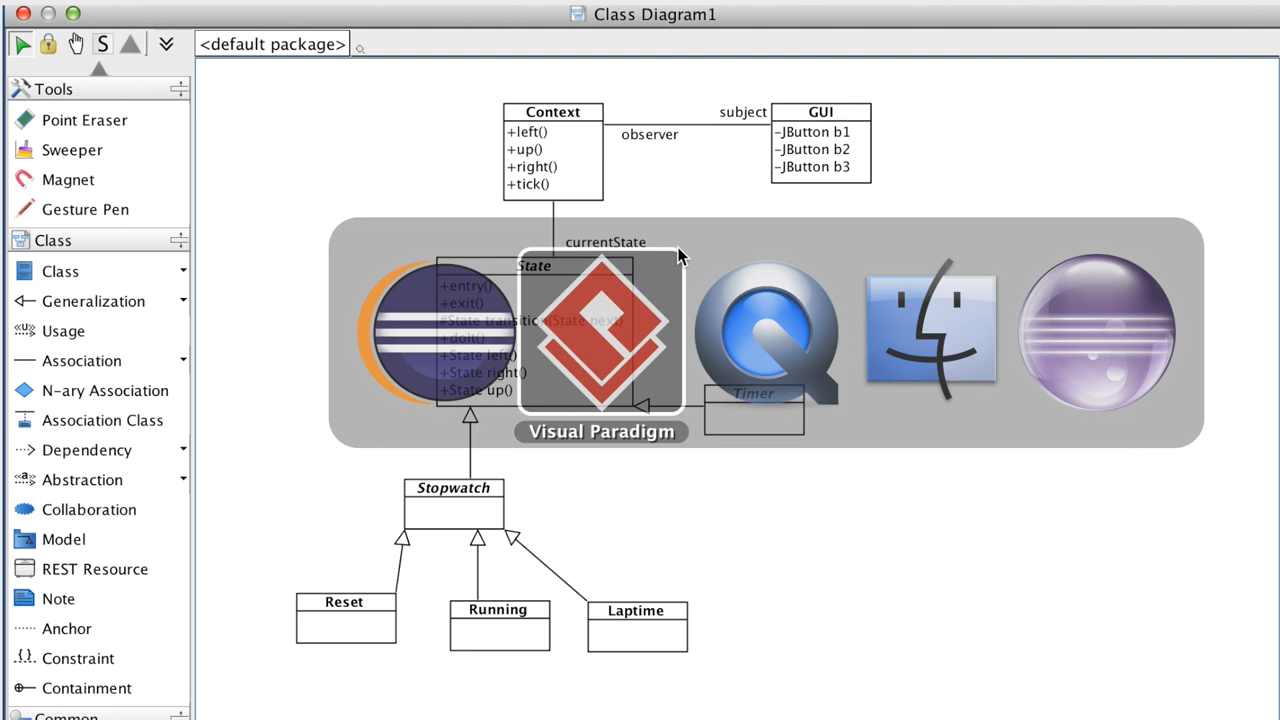 Class Diagram1
S
<default package>
Tools
Point Eraser
Sweeper
Magnet
Gesture Pen
Class
Class
Generalization
Usage
Association
N-ary Association
Association Class
Dependency
Abstraction
Collaboration
Model
REST Resource
Note
Anchor
Constraint
Containment
Common
Context
+left()
+up()
+right()
+tick()
observer
subject
GUI
-JButton b1
-JButton b2
-JButton b3
currentState
State
+entry()
+exit()
#State transition(State next)
+doIt()
+State left()
+State right()
+State up()
Timer
Visual Paradigm
Stopwatch
Reset
Running
Laptime